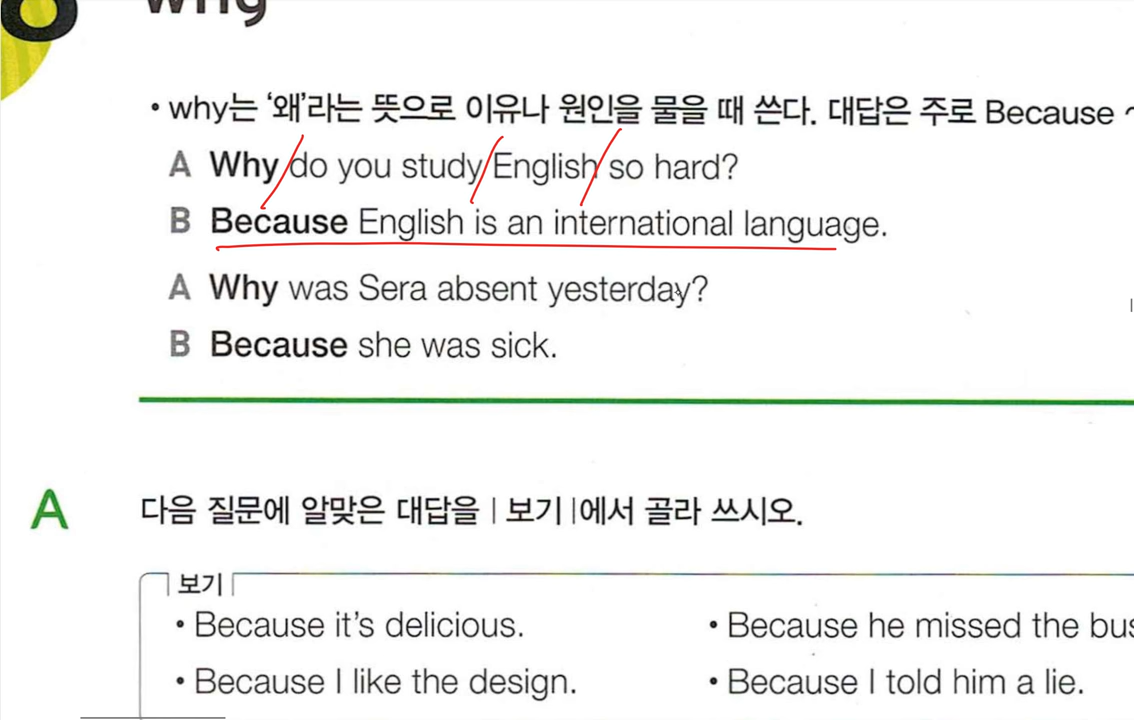 why
• why는 '왜'라는 뜻으로 이유나 원인을 물을 때 쓴다. 대답은 주로 Because ~
A Why do you study English so hard?
B Because English is an international language.
A Why was Sera absent yesterday?
B Because she was sick.
A 다음 질문에 알맞은 대답을 | 보기 |에서 골라 쓰시오.
보기
• Because it's delicious. • Because he missed the bus
• Because I like the design. • Because I told him a lie.